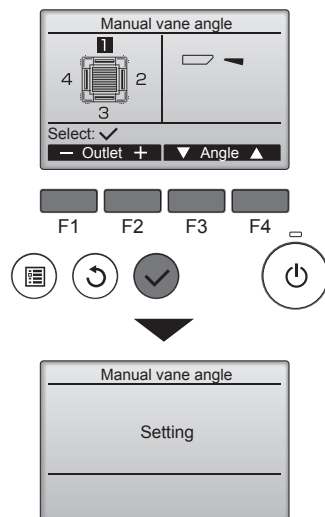 Manual vane angle
1
4 2
3
Select:
− Outlet + ▼ Angle ▲
F1 F2 F3 F4
Manual vane angle
Setting